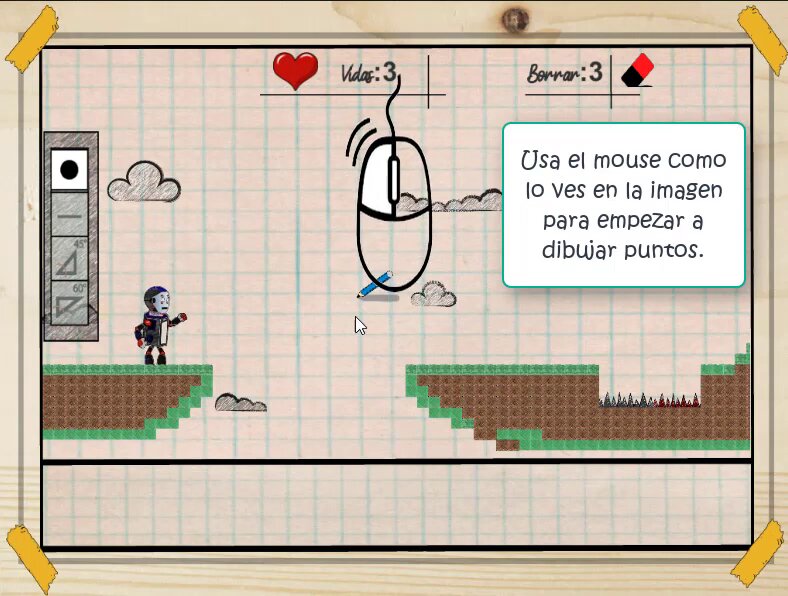 Vidas:3
Borrar:3
Usa el mouse como
lo ves en la imagen
para empezar a
dibujar puntos.
45°
60°